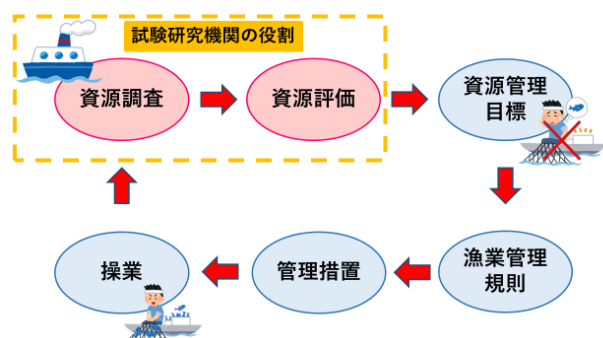 試験研究機関の役割
資源調査
資源評価
資源管理
目標
漁業管理
規則
管理措置
操業